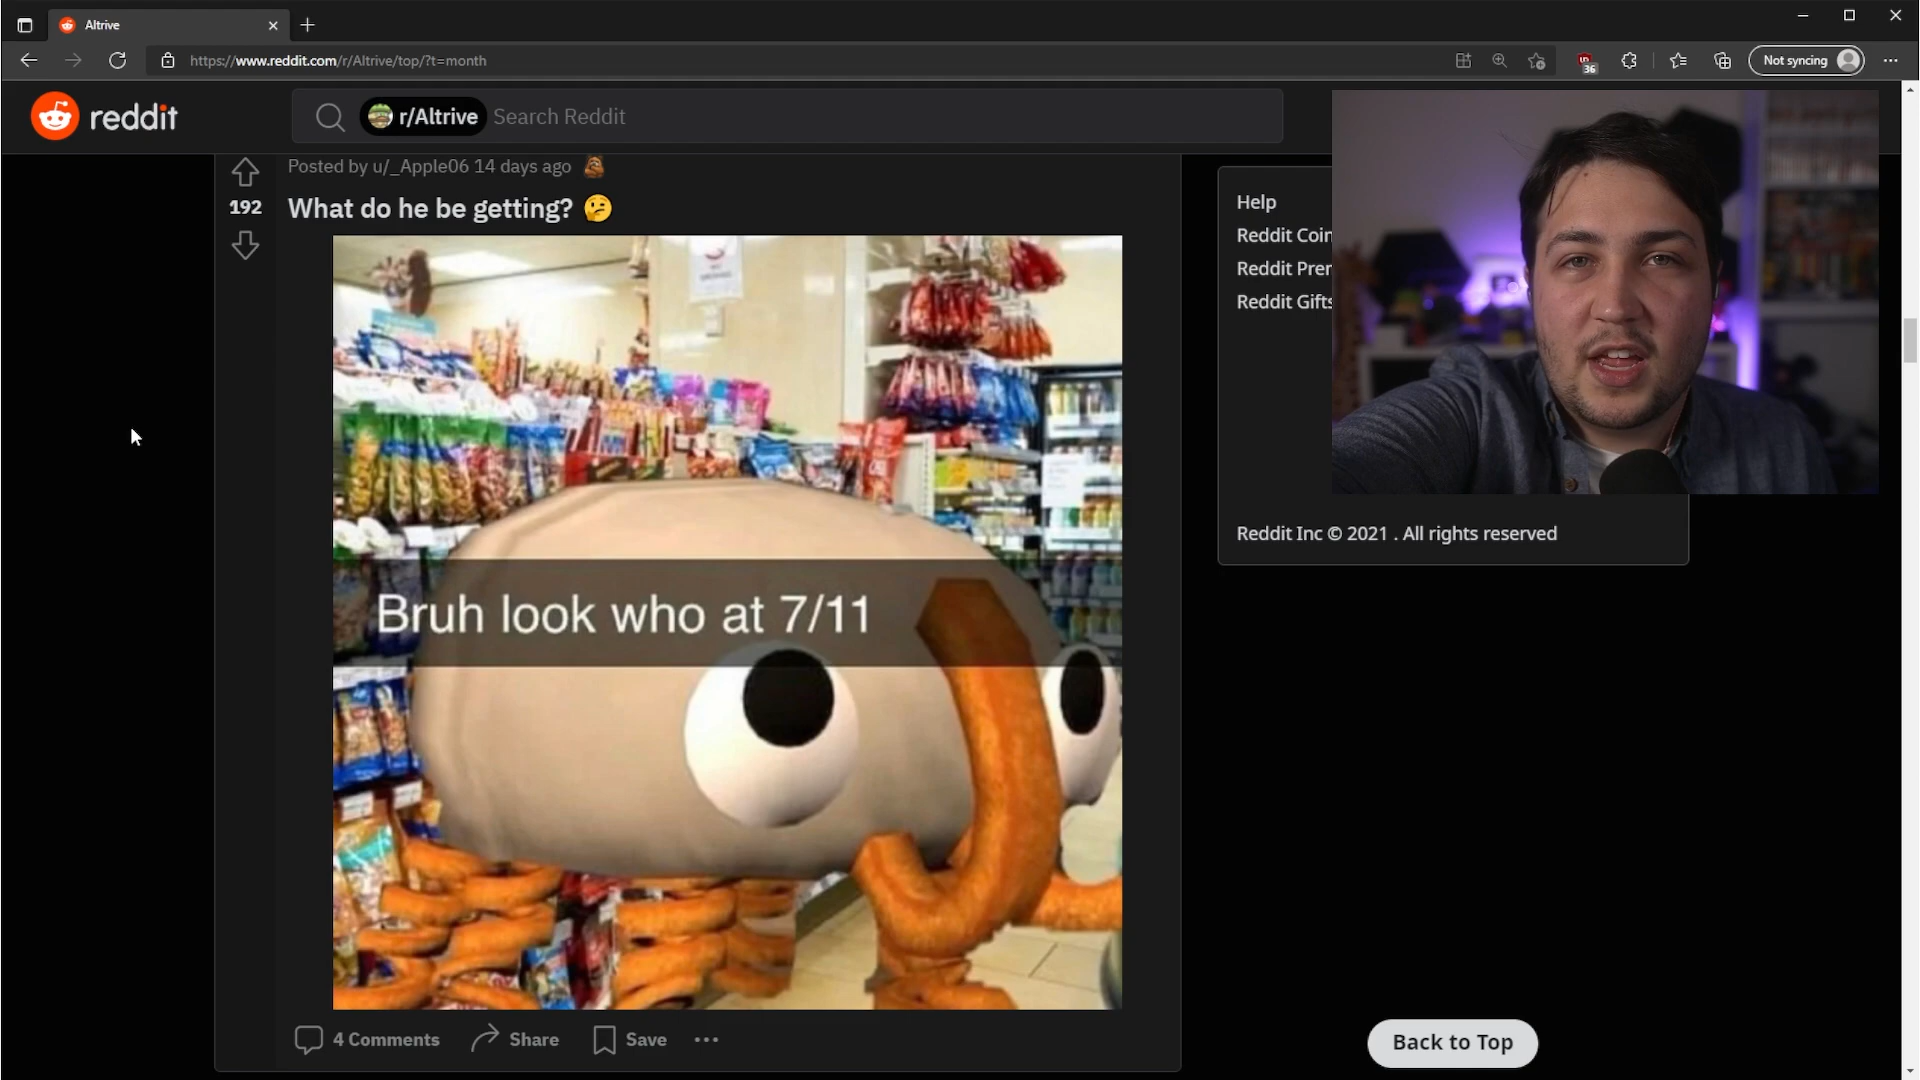 Altrive
https://www.reddit.com/r/Altrive/top/?t=month
36
Not syncing
reddit
r/Altrive Search Reddit
Posted by u/_Apple06 14 days ago
192
What do he be getting? 🤔
Bruh look who at 7/11
4 Comments
Share
Save
Help
Reddit Coin
Reddit Prer
Reddit Gifts
Reddit Inc © 2021 . All rights reserved
Back to Top